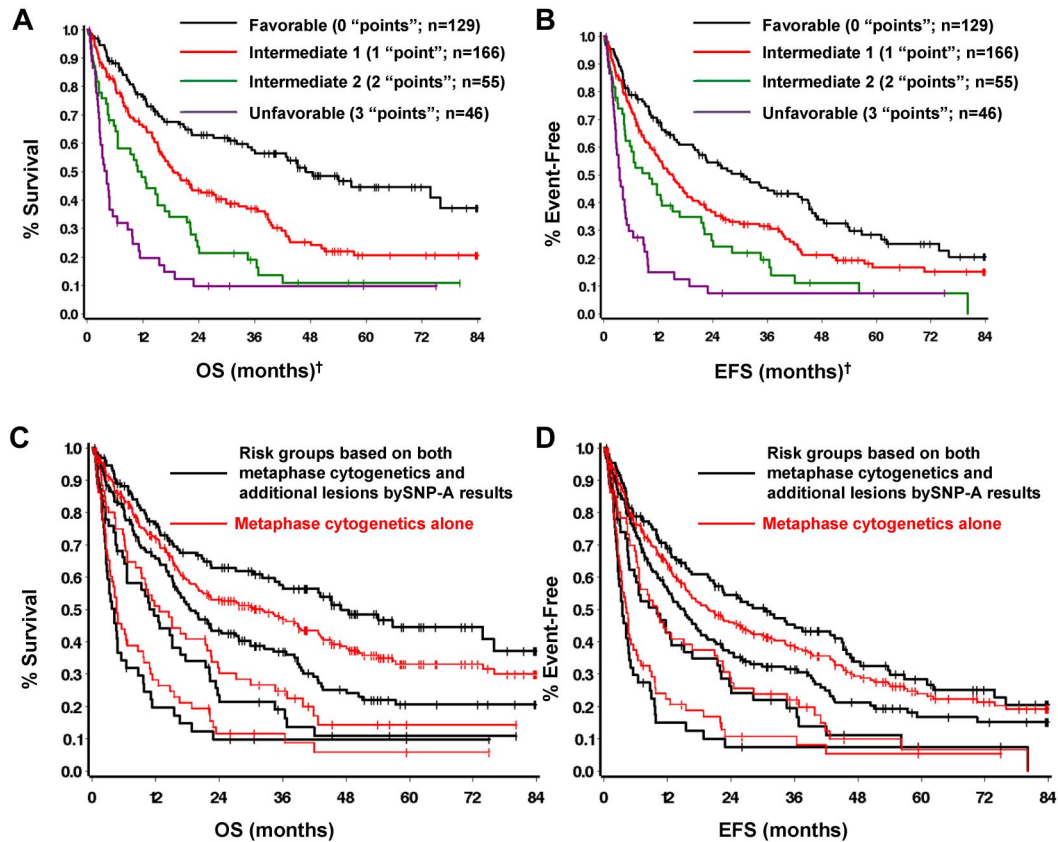 A
Favorable (0 “points”; n=129)
Intermediate 1 (1 “point”; n=166)
Intermediate 2 (2 “points”; n=55)
Unfavorable (3 “points”; n=46)
% Survival
1.0
0.9
0.8
0.7
0.6
0.5
0.4
0.3
0.2
0.1
0.0
0 12 24 36 48 60 72 84
OS (months)†
B
Favorable (0 “points”; n=129)
Intermediate 1 (1 “point”; n=166)
Intermediate 2 (2 “points”; n=55)
Unfavorable (3 “points”; n=46)
% Event-Free
1.0
0.9
0.8
0.7
0.6
0.5
0.4
0.3
0.2
0.1
0.0
0 12 24 36 48 60 72 84
EFS (months)†
C
Risk groups based on both
metaphase cytogenetics and
additional lesions bySNP-A results
Metaphase cytogenetics alone
% Survival
1.0
0.9
0.8
0.7
0.6
0.5
0.4
0.3
0.2
0.1
0.0
0 12 24 36 48 60 72 84
OS (months)
D
Risk groups based on both
metaphase cytogenetics and
additional lesions bySNP-A results
Metaphase cytogenetics alone
% Event-Free
1.0
0.9
0.8
0.7
0.6
0.5
0.4
0.3
0.2
0.1
0.0
0 12 24 36 48 60 72 84
EFS (months)